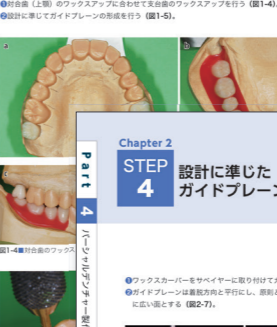 ❶対合歯(上顎)のワックスアップに合わせて支台歯のワックスアップを行う(図1-4)。
❷設計に準じてガイドプレーンの形成を行う(図1-5)。
a
b
図1-4■対合歯のワックス
Part 4 パーシャルデンチャー製作
Chapter 2
STEP
4
設計に準じた
ガイドプレーン
❶ワックスカーバーをサベイヤーに取り付けてガ
❷ガイドプレーンは着脱方向と平行にし、原則と
に広い面とする(図2-7)。